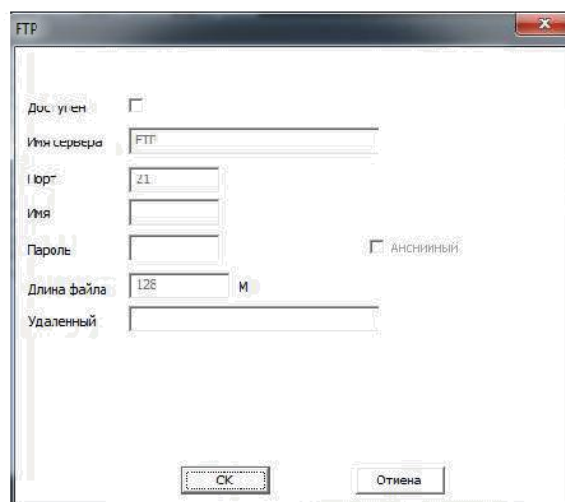 FTP
Доступен
Имя сервера FTP
Порт 21
Имя
Пароль Анонимный
Длина файла 128 M
Удаленный
OK Отмена